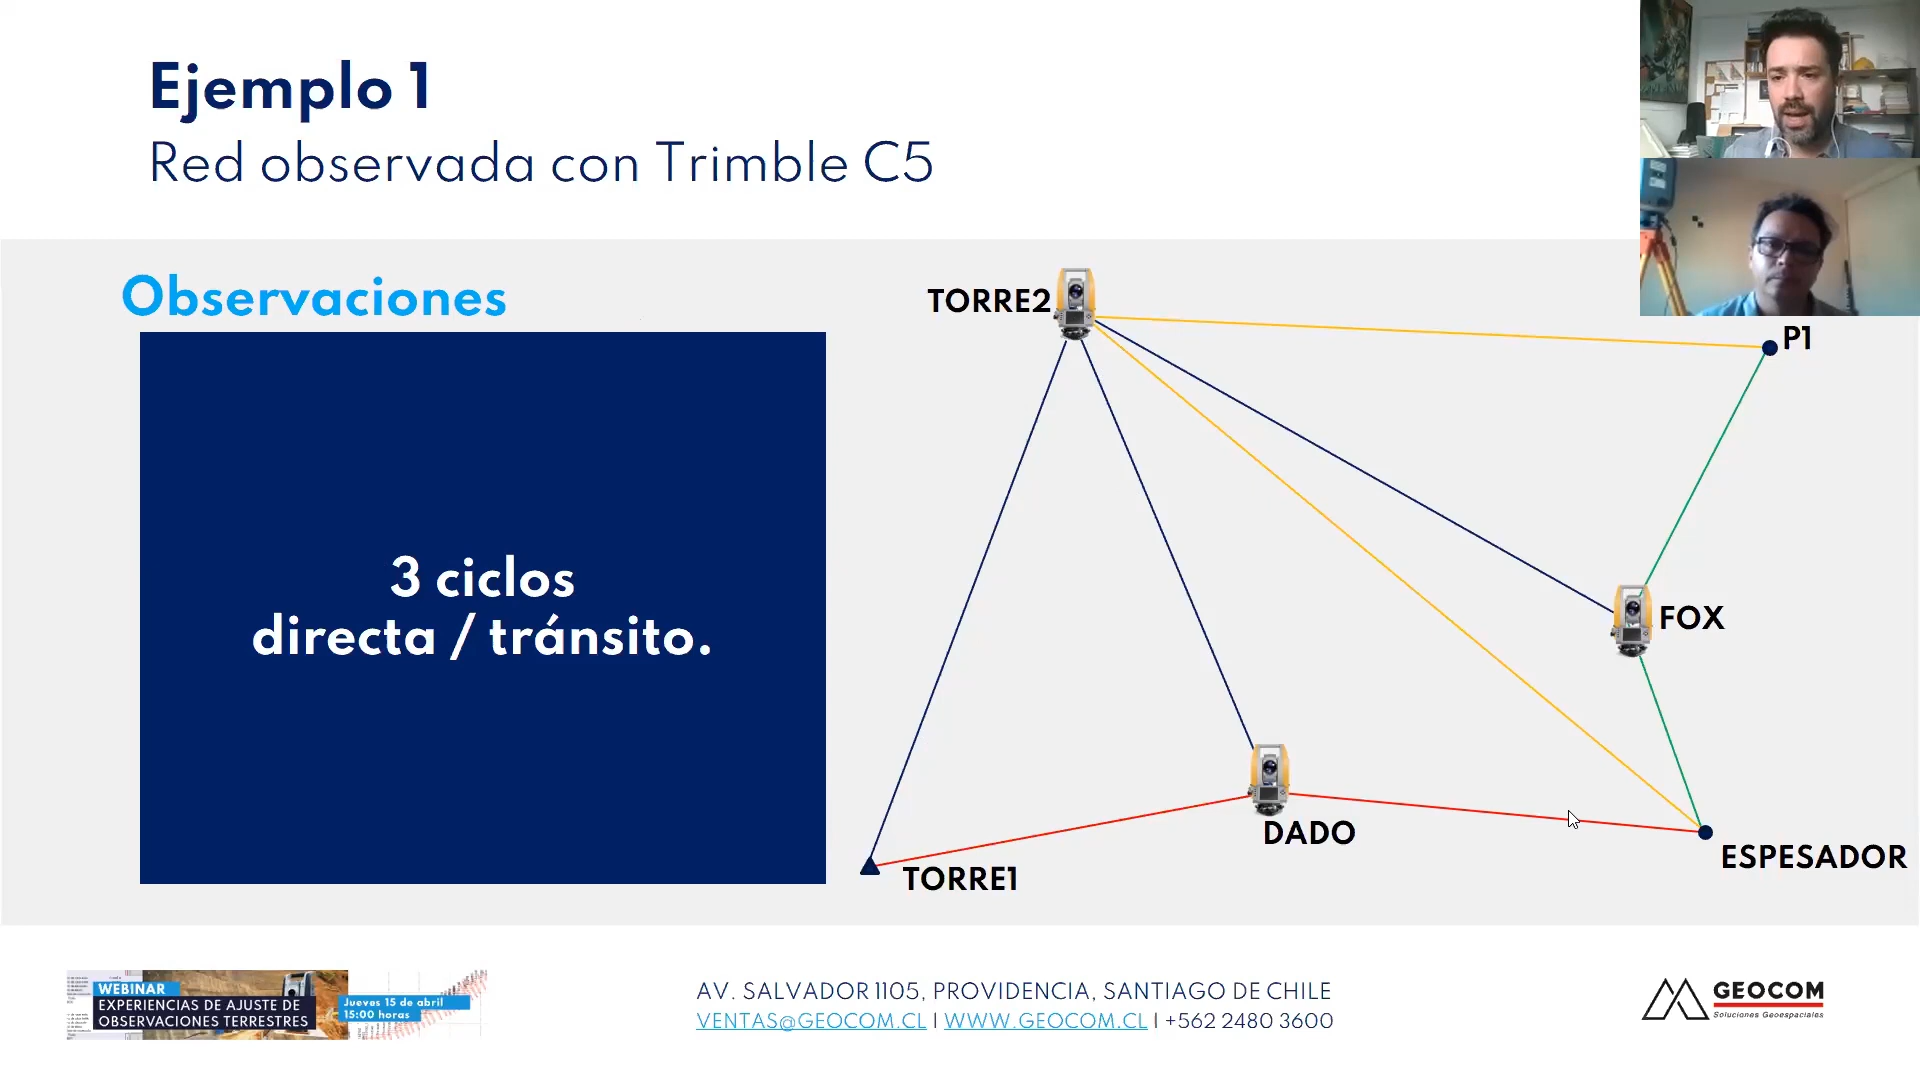 Ejemplo 1
Red observada con Trimble C5
Observaciones
3 ciclos
directa / tránsito.
TORRE2
P1
FOX
DADO
ESPESADOR
TORRE1
WEBINAR
EXPERIENCIAS DE AJUSTE DE
OBSERVACIONES TERRESTRES
Jueves 15 de abril
15:00 horas
AV. SALVADOR 1105, PROVIDENCIA, SANTIAGO DE CHILE
VENTAS@GEOCOM.CL | WWW.GEOCOM.CL | +562 2480 3600
GEOCOM
Soluciones Geoespaciales